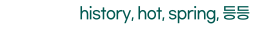 history, hot, spring, 등등